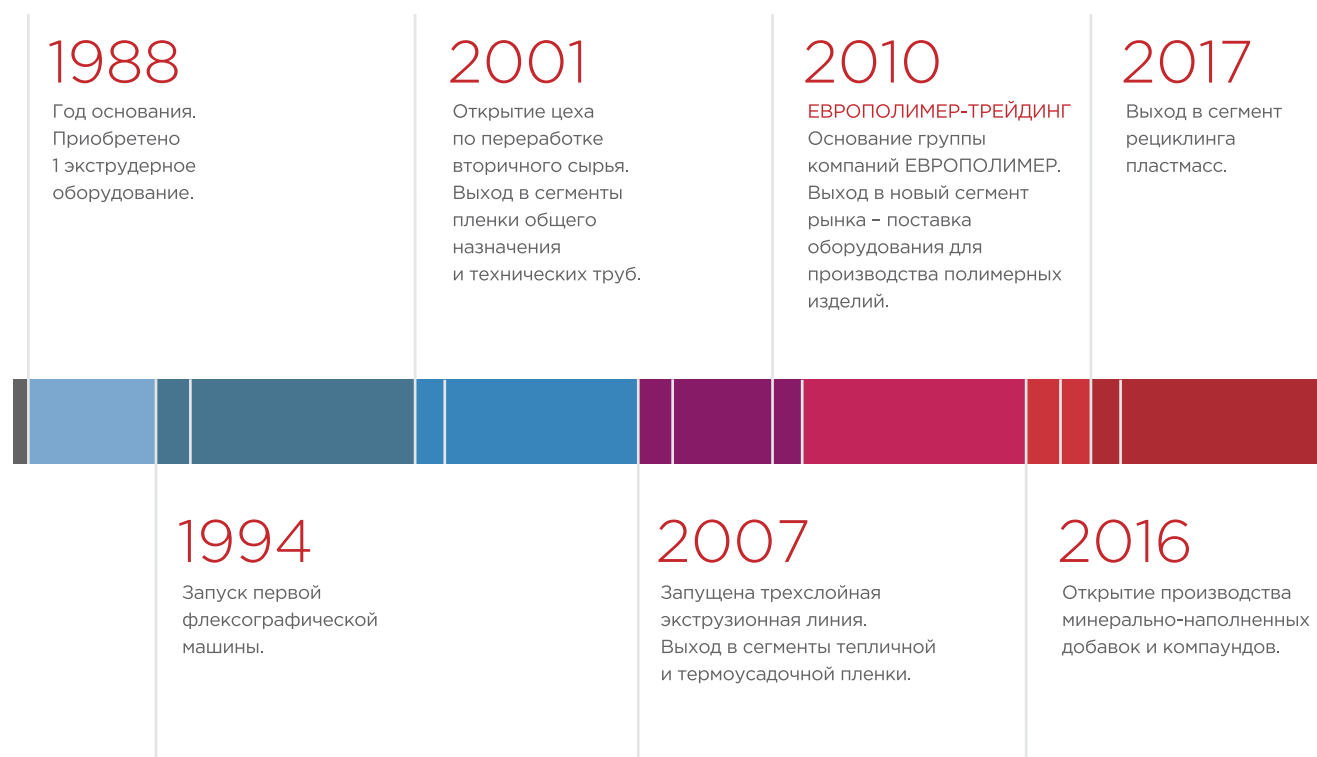 1988
Год основания.
Приобретено
1 экструдерное
оборудование.
2001
Открытие цеха
по переработке
вторичного сырья.
Выход в сегменты
пленки общего
назначения
и технических труб.
2010
ЕВРОПОЛИМЕР-ТРЕЙДИНГ
Основание группы
компаний ЕВРОПОЛИМЕР.
Выход в новый сегмент
рынка – поставка
оборудования для
производства полимерных
изделий.
2017
Выход в сегмент
рециклинга
пластмасс.
1994
Запуск первой
флексографической
машины.
2007
Запущена трехслойная
экструзионная линия.
Выход в сегменты тепличной
и термоусадочной пленки.
2016
Открытие производства
минерально-наполненных
добавок и компаундов.